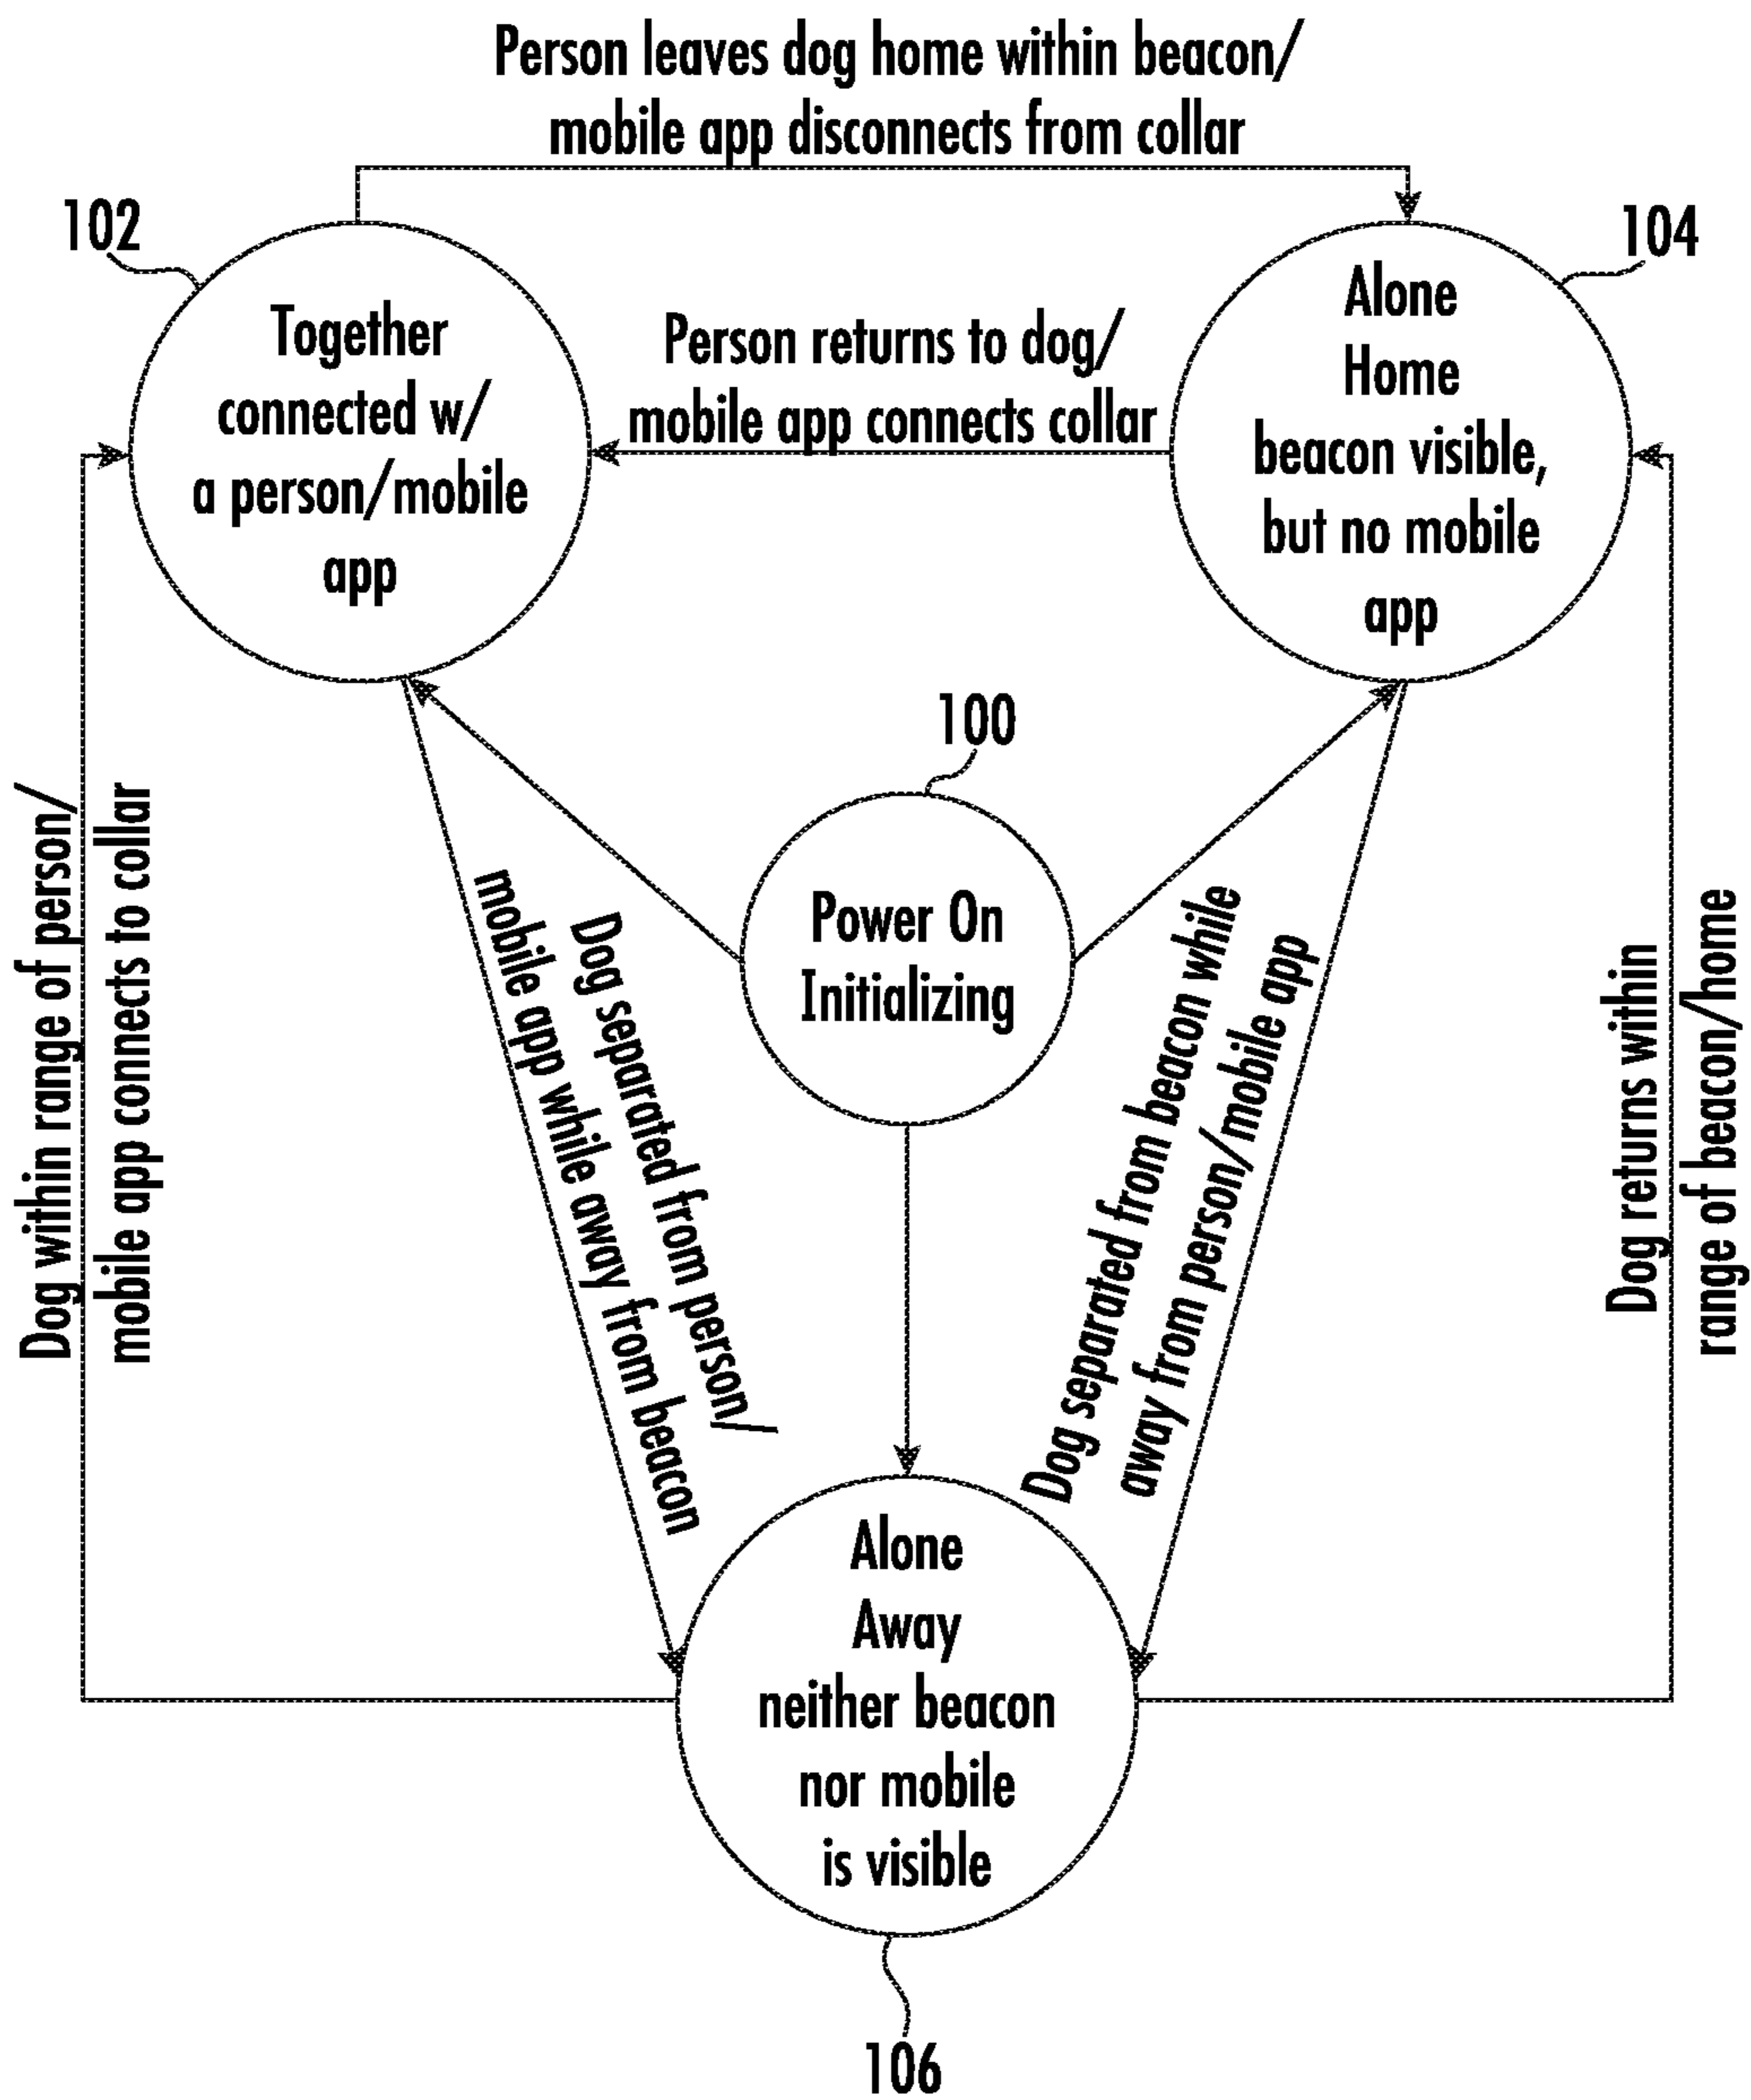 Person leaves dog home within beacon/
mobile app disconnects from collar
102
104
Together
connected w/
a person/mobile
app
Person returns to dog/
mobile app connects collar
Alone
Home
beacon visible,
but no mobile
app
100
Power On
Initializing
Dog within range of person/
mobile app connects to collar
Dog separated from person/
mobile app while away from beacon
Dog separated from beacon while
away from person/mobile app
Dog returns within
range of beacon/home
Alone
Away
neither beacon
nor mobile
is visible
106